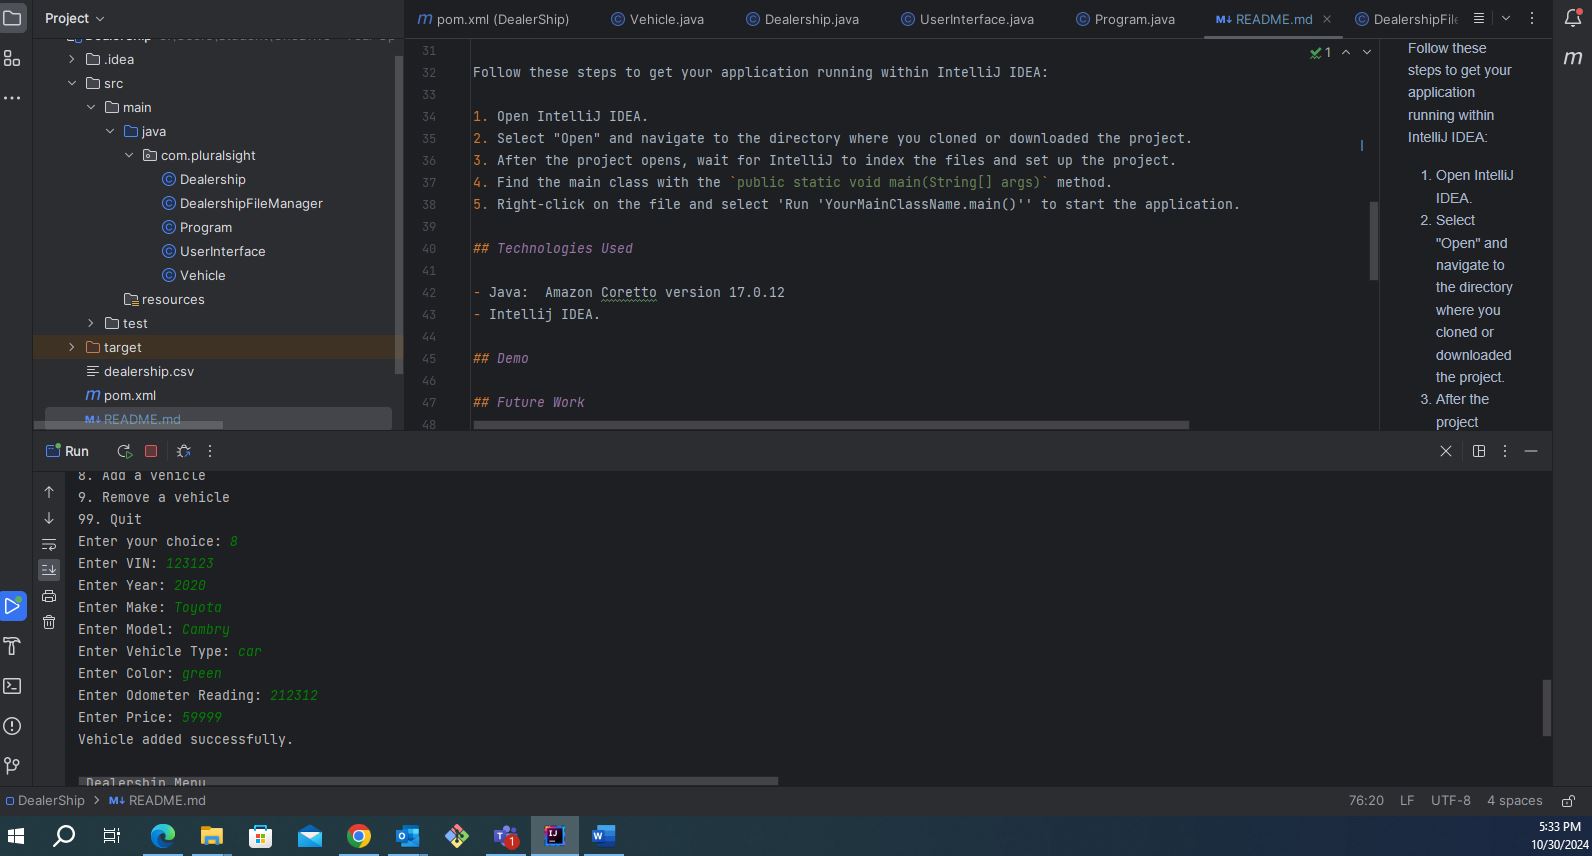 Project
pom.xml (DealerShip)
Vehicle.java
Dealership.java
UserInterface.java
Program.java
README.md
DealershipFile
.idea
src
main
java
com.pluralsight
Dealership
DealershipFileManager
Program
UserInterface
Vehicle
resources
test
target
dealership.csv
pom.xml
README.md
1
31
32 Follow these steps to get your application running within IntelliJ IDEA:
33
34 1. Open IntelliJ IDEA.
35 2. Select "Open" and navigate to the directory where you cloned or downloaded the project.
36 3. After the project opens, wait for IntelliJ to index the files and set up the project.
37 4. Find the main class with the `public static void main(String[] args)` method.
38 5. Right-click on the file and select 'Run 'YourMainClassName.main()'' to start the application.
39
40 ## Technologies Used
41
42 - Java:  Amazon Coretto version 17.0.12
43 - Intellij IDEA.
44
45 ## Demo
46
47 ## Future Work
48
Follow these
steps to get your
application
running within
IntelliJ IDEA:
1. Open IntelliJ
IDEA.
2. Select
"Open" and
navigate to
the directory
where you
cloned or
downloaded
the project.
3. After the
project
Run
8. Add a vehicle
9. Remove a vehicle
99. Quit
Enter your choice: 8
Enter VIN: 123123
Enter Year: 2020
Enter Make: Toyota
Enter Model: Cambry
Enter Vehicle Type: car
Enter Color: green
Enter Odometer Reading: 212312
Enter Price: 59999
Vehicle added successfully.
Dealership Menu
DealerShip > README.md
76:20 LF UTF-8 4 spaces
1
5:33 PM
10/30/2024